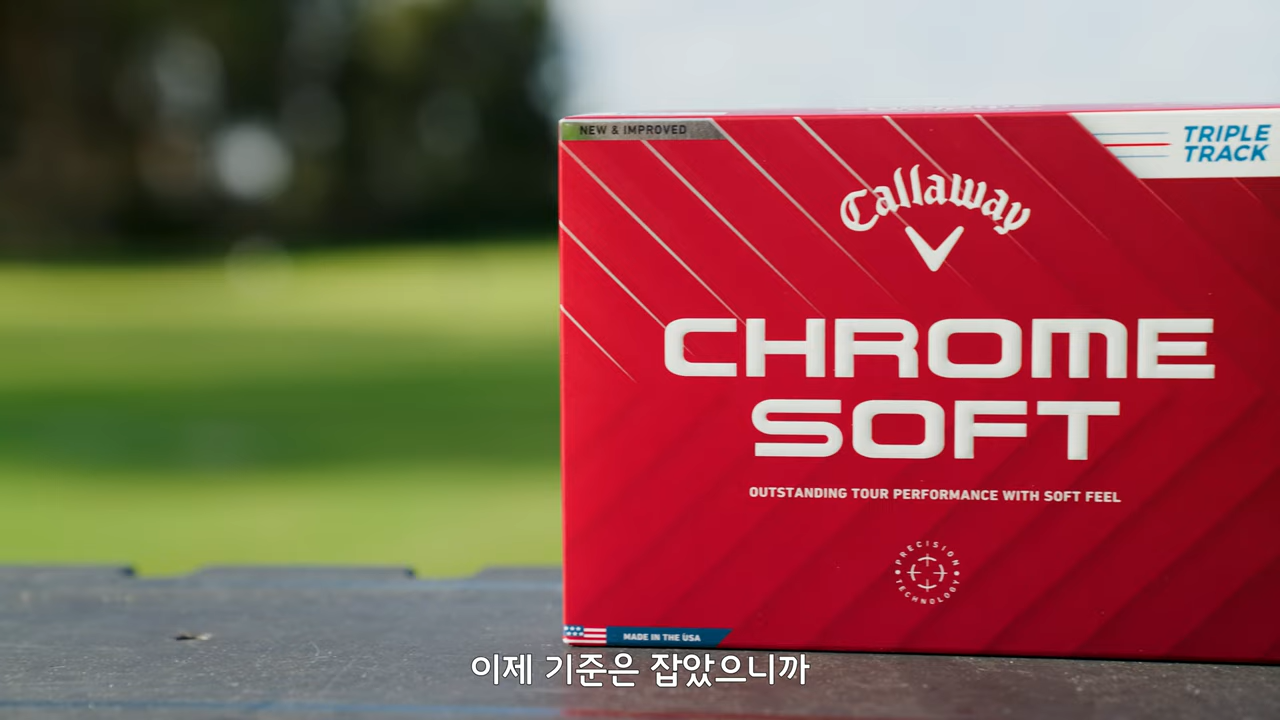 NEW & IMPROVED
TRIPLE
TRACK
Callaway
CHROME
SOFT
OUTSTANDING TOUR PERFORMANCE WITH SOFT FEEL
PRECISION
TECHNOLOGY
MADE IN THE USA
이제 기준은 잡았으니까